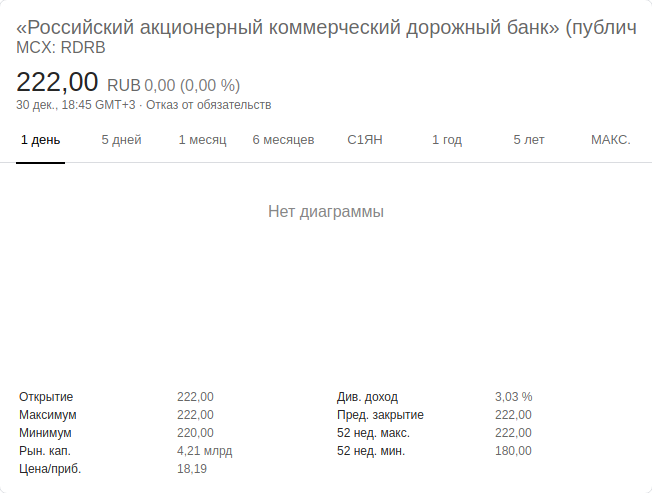 «Российский акционерный коммерческий дорожный банк» (публич
MCX: RDRB
222,00 RUB 0,00 (0,00 %)
30 дек., 18:45 GMT+3 · Отказ от обязательств
1 день 5 дней 1 месяц 6 месяцев С1ЯН 1 год 5 лет МАКС.
Нет диаграммы
Открытие 222,00 Див. доход 3,03 %
Максимум 222,00 Пред. закрытие 222,00
Минимум 220,00 52 нед. макс. 222,00
Рын. кап. 4,21 млрд 52 нед. мин. 180,00
Цена/приб. 18,19